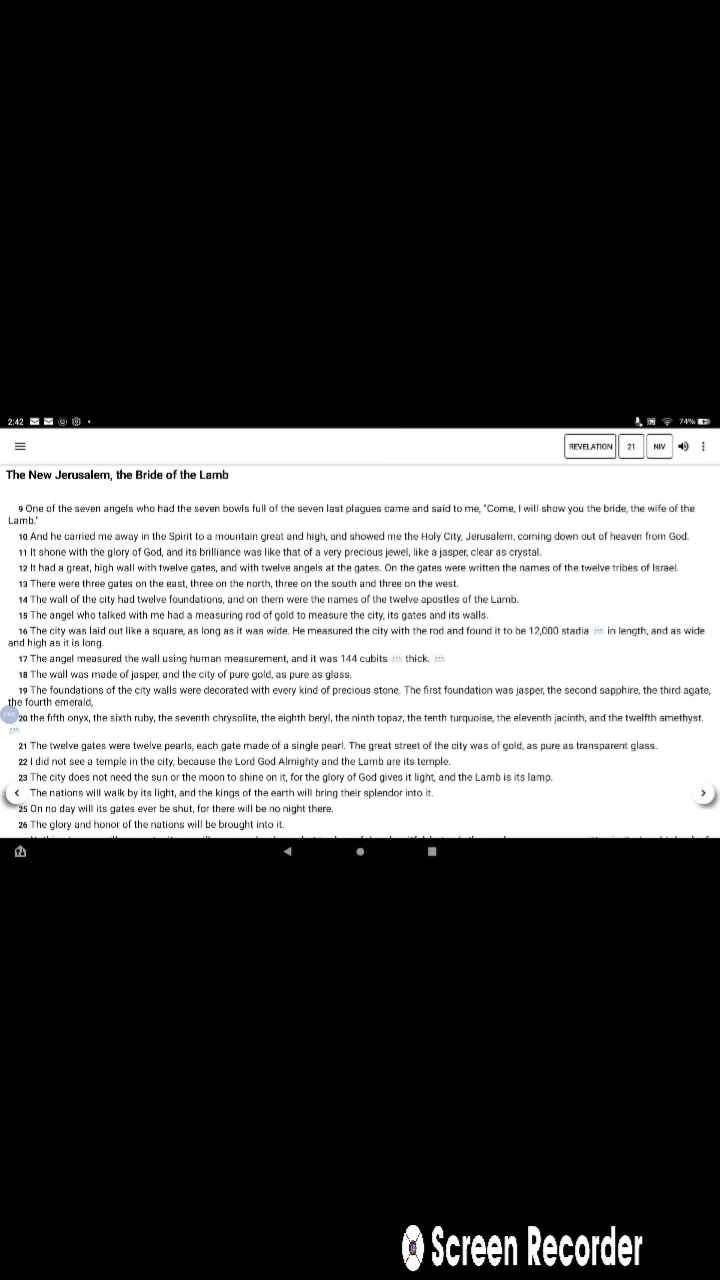 2:42
74%
REVELATION 21 NIV
The New Jerusalem, the Bride of the Lamb
9 One of the seven angels who had the seven bowls full of the seven last plagues came and said to me, "Come, I will show you the bride, the wife of the
Lamb."
10 And he carried me away in the Spirit to a mountain great and high, and showed me the Holy City, Jerusalem, coming down out of heaven from God.
11 It shone with the glory of God, and its brilliance was like that of a very precious jewel, like a jasper, clear as crystal.
12 It had a great, high wall with twelve gates, and with twelve angels at the gates. On the gates were written the names of the twelve tribes of Israel.
13 There were three gates on the east, three on the north, three on the south and three on the west.
14 The wall of the city had twelve foundations, and on them were the names of the twelve apostles of the Lamb.
15 The angel who talked with me had a measuring rod of gold to measure the city, its gates and its walls.
16 The city was laid out like a square, as long as it was wide. He measured the city with the rod and found it to be 12,000 stadia in length, and as wide
and high as it is long.
17 The angel measured the wall using human measurement, and it was 144 cubits thick.
18 The wall was made of jasper, and the city of pure gold, as pure as glass.
19 The foundations of the city walls were decorated with every kind of precious stone. The first foundation was jasper, the second sapphire, the third agate,
the fourth emerald,
20 the fifth onyx, the sixth ruby, the seventh chrysolite, the eighth beryl, the ninth topaz, the tenth turquoise, the eleventh jacinth, and the twelfth amethyst.
21 The twelve gates were twelve pearls, each gate made of a single pearl. The great street of the city was of gold, as pure as transparent glass.
22 I did not see a temple in the city, because the Lord God Almighty and the Lamb are its temple.
23 The city does not need the sun or the moon to shine on it, for the glory of God gives it light, and the Lamb is its lamp.
The nations will walk by its light, and the kings of the earth will bring their splendor into it.
25 On no day will its gates ever be shut, for there will be no night there.
26 The glory and honor of the nations will be brought into it.
Screen Recorder